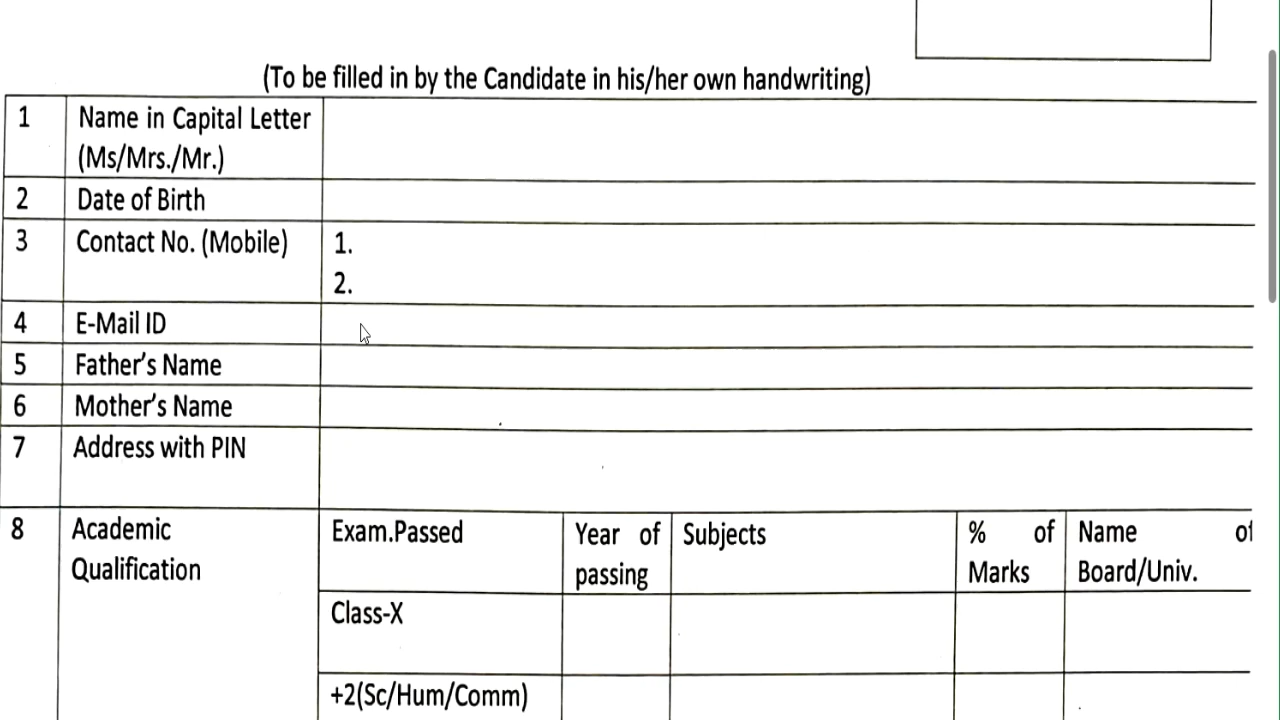 (To be filled in by the Candidate in his/her own handwriting)
1 Name in Capital Letter
(Ms/Mrs./Mr.)
2 Date of Birth
3 Contact No. (Mobile) 1.
2.
4 E-Mail ID
5 Father's Name
6 Mother's Name
7 Address with PIN
8 Academic Exam.Passed Year of Subjects % of Name of
Qualification passing Marks Board/Univ.
Class-X
+2(Sc/Hum/Comm)